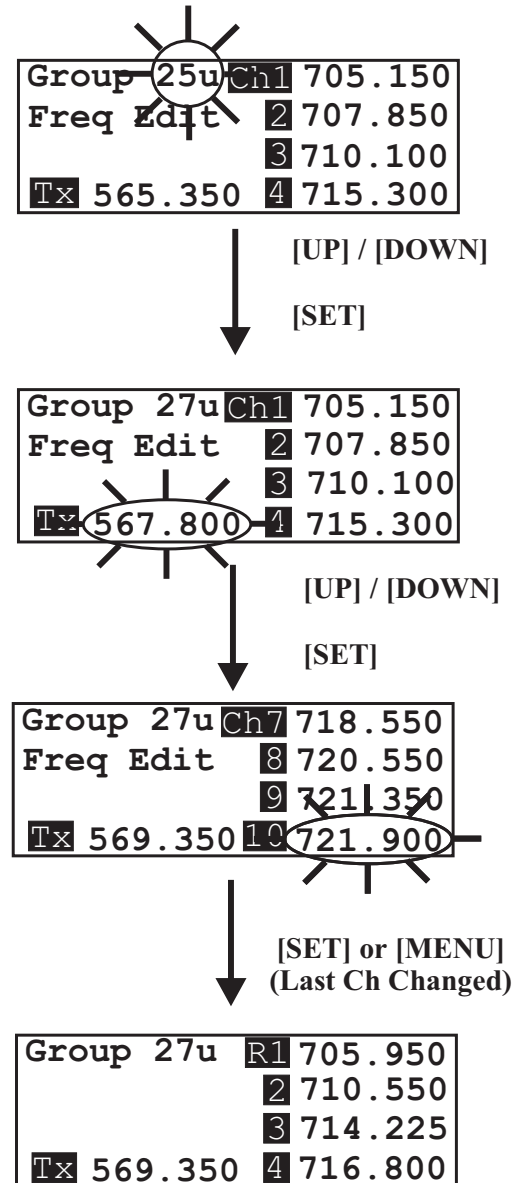 Group 25u Ch1 705.150
Freq Edit 2 707.850
3 710.100
Tx 565.350 4 715.300
[UP] / [DOWN]
[SET]
Group 27u Ch1 705.150
Freq Edit 2 707.850
3 710.100
Tx 567.800 4 715.300
[UP] / [DOWN]
[SET]
Group 27u Ch7 718.550
Freq Edit 8 720.550
9 721.350
Tx 569.350 10 721.900
[SET] or [MENU]
(Last Ch Changed)
Group 27u R1 705.950
2 710.550
3 714.225
Tx 569.350 4 716.800